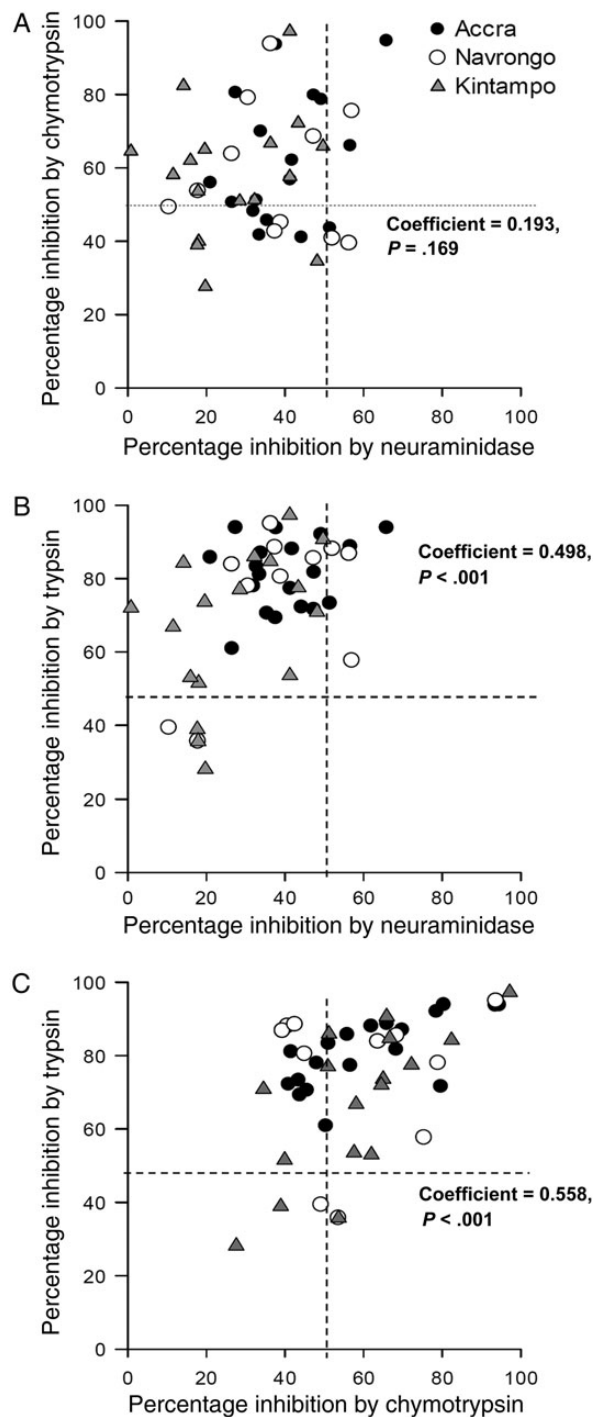 A
100
80
60
40
20
0
0 20 40 60 80 100
Percentage inhibition by chymotrypsin
Percentage inhibition by neuraminidase
Accra
Navrongo
Kintampo
Coefficient = 0.193,
P = .169
B
100
80
60
40
20
0
0 20 40 60 80 100
Percentage inhibition by trypsin
Percentage inhibition by neuraminidase
Coefficient = 0.498,
P < .001
C
100
80
60
40
20
0
0 20 40 60 80 100
Percentage inhibition by trypsin
Percentage inhibition by chymotrypsin
Coefficient = 0.558,
P < .001